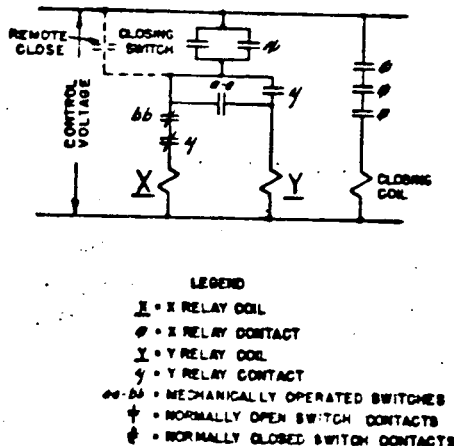 REMOTE CLOSE
CLOSING SWITCH
x
CONTROL VOLTAGE
a-a
y
bb
y
X
Y
CLOSING COIL
LEGEND
X = X RELAY COIL
= X RELAY CONTACT
Y = Y RELAY COIL
y = Y RELAY CONTACT
aa-bb = MECHANICALLY OPERATED SWITCHES
= NORMALLY OPEN SWITCH CONTACTS
= NORMALLY CLOSED SWITCH CONTACTS